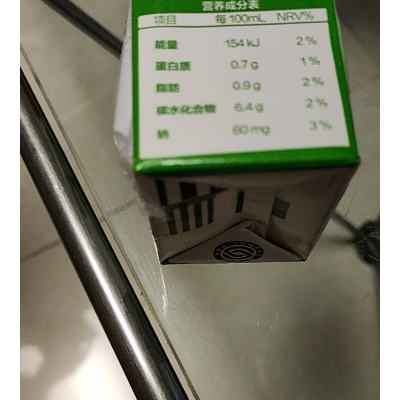 营养成分表
项目 每100mL NRV%
能量 154 kJ 2%
蛋白质 0.7 g 1%
脂肪 0.9 g 2%
碳水化合物 6.4 g 2%
钠 60 mg 3%